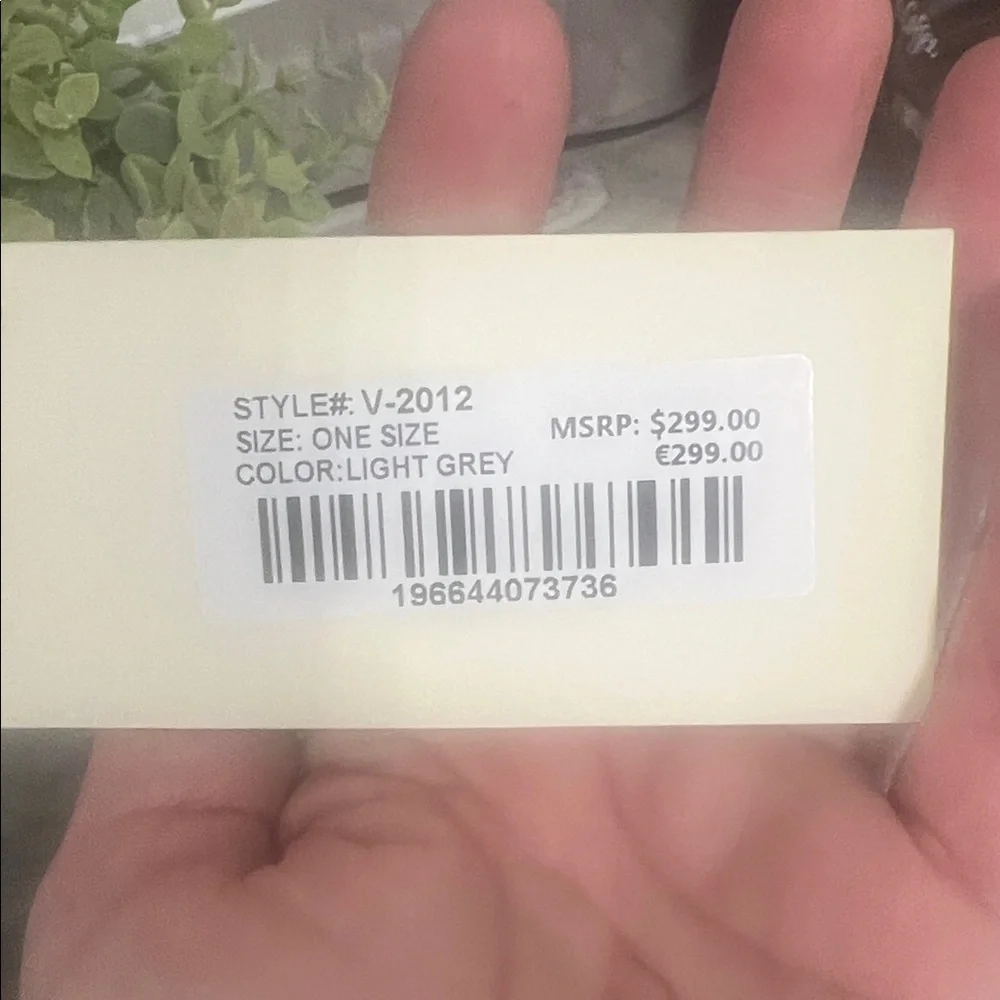 STYLE#: V-2012
SIZE: ONE SIZE
COLOR:LIGHT GREY
MSRP: $299.00
€299.00
196644073736